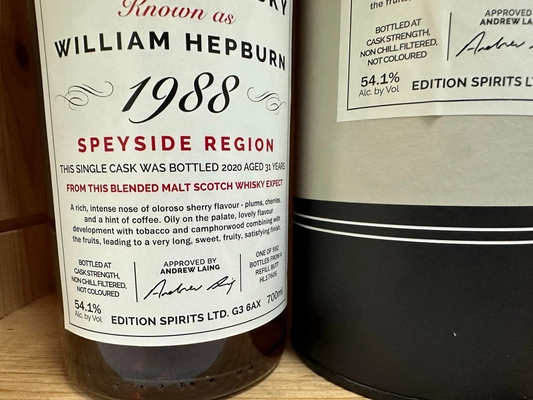 Known as
WILLIAM HEPBURN
1988
SPEYSIDE REGION
THIS SINGLE CASK WAS BOTTLED 2020 AGED 31 YEARS
FROM THIS BLENDED MALT SCOTCH WHISKY EXPECT
A rich, intense nose of oloroso sherry flavour - plums, cherries,
and a hint of coffee. Oily on the palate, lovely flavour
development with tobacco and camphorwood combining with
the fruits, leading to a very long, sweet, fruity, satisfying finish.
BOTTLED AT
CASK STRENGTH,
NON CHILL FILTERED,
NOT COLOURED
54.1%
Alc. by Vol
APPROVED BY
ANDREW LAING
ONE OF 592
BOTTLES FROM A
REFILL BUTT
EDITION SPIRITS LTD. G3 6AX
700ml
the fruits,
BOTTLED AT
CASK STRENGTH,
NON CHILL FILTERED,
NOT COLOURED
54.1%
Alc. by Vol
APPROVED BY
ANDREW LAING
EDITION SPIRITS